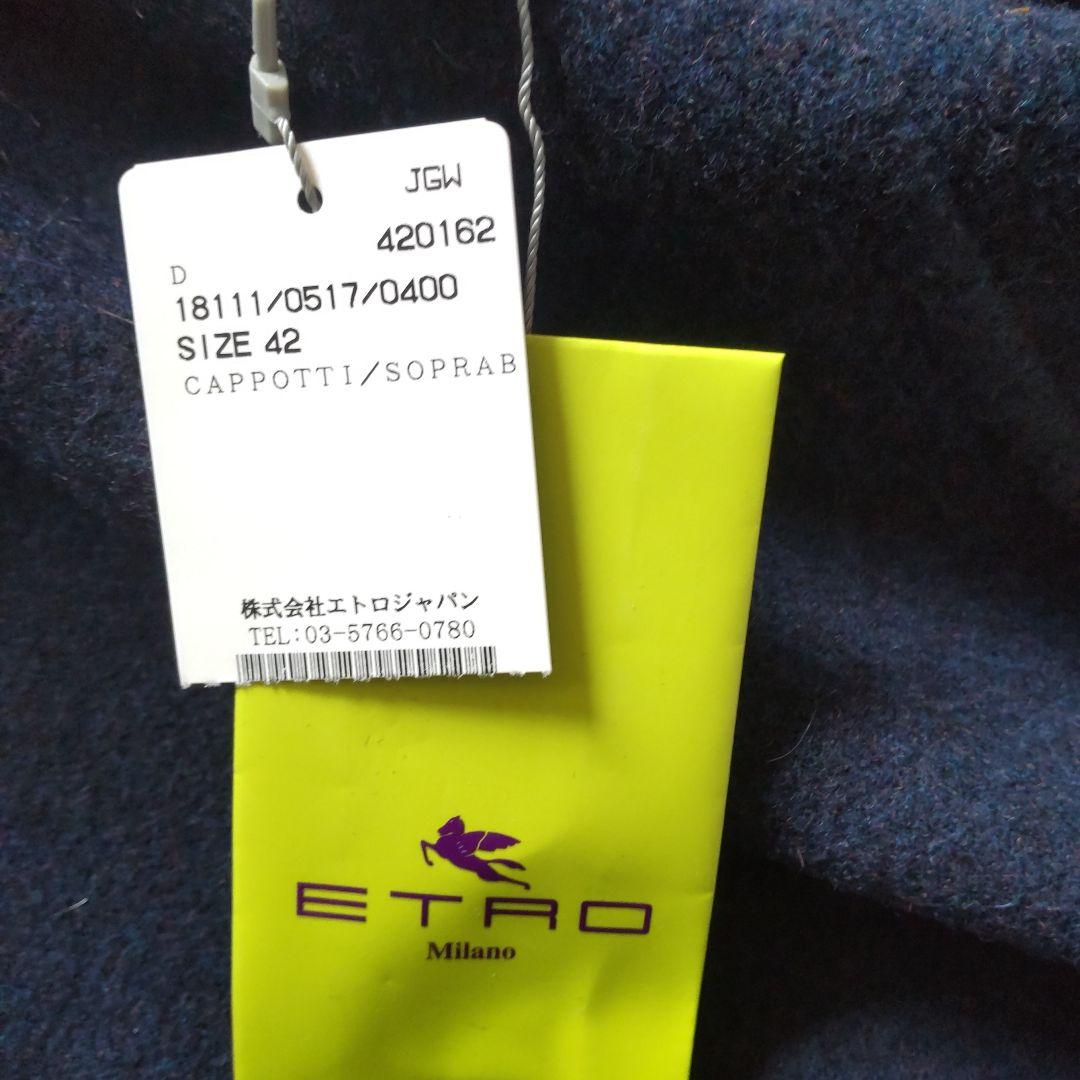 JGW
420162
D
18111/0517/0400
SIZE 42
CAPPOTTI/SOPRAB
株式会社エトロジャパン
TEL:03-5766-0780
ETRO
Milano